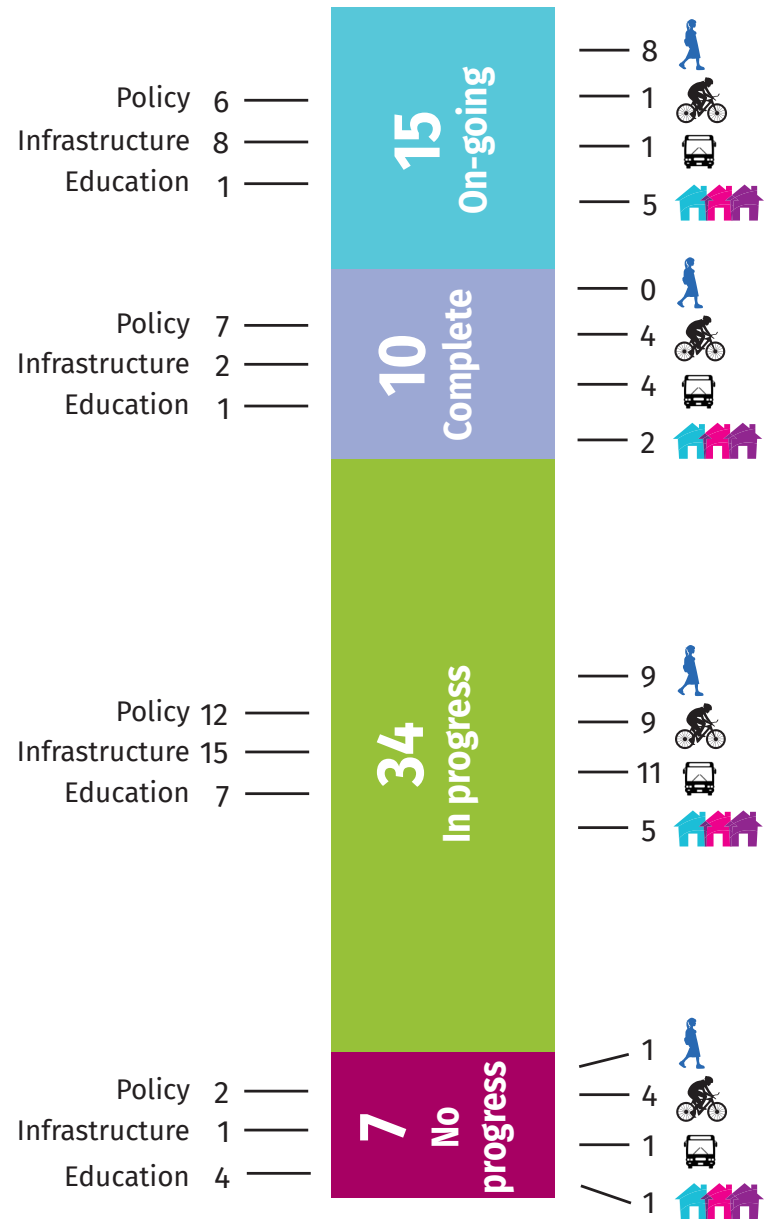 8
Policy 6
1
Infrastructure 8
1
Education 1
5
15
On-going
0
Policy 7
4
Infrastructure 2
4
Education 1
2
10
Complete
9
Policy 12
9
Infrastructure 15
11
Education 7
5
34
In progress
1
Policy 2
4
Infrastructure 1
1
Education 4
1
7
No
progress